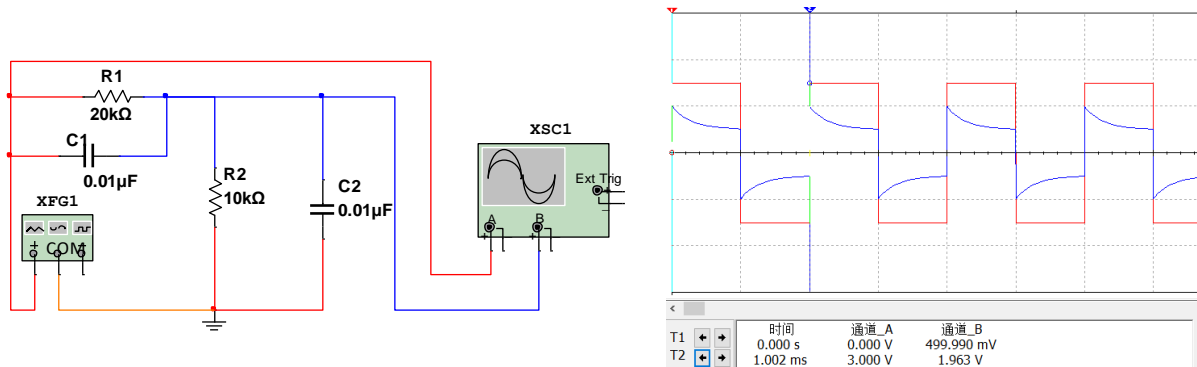 R1
20kΩ
C1
0.01µF
XFG1
COM
R2
10kΩ
C2
0.01µF
XSC1
Ext Trig
A
B
1
2
T1
T2
时间 通道_A 通道_B
0.000 s 0.000 V 499.990 mV
1.002 ms 3.000 V 1.963 V